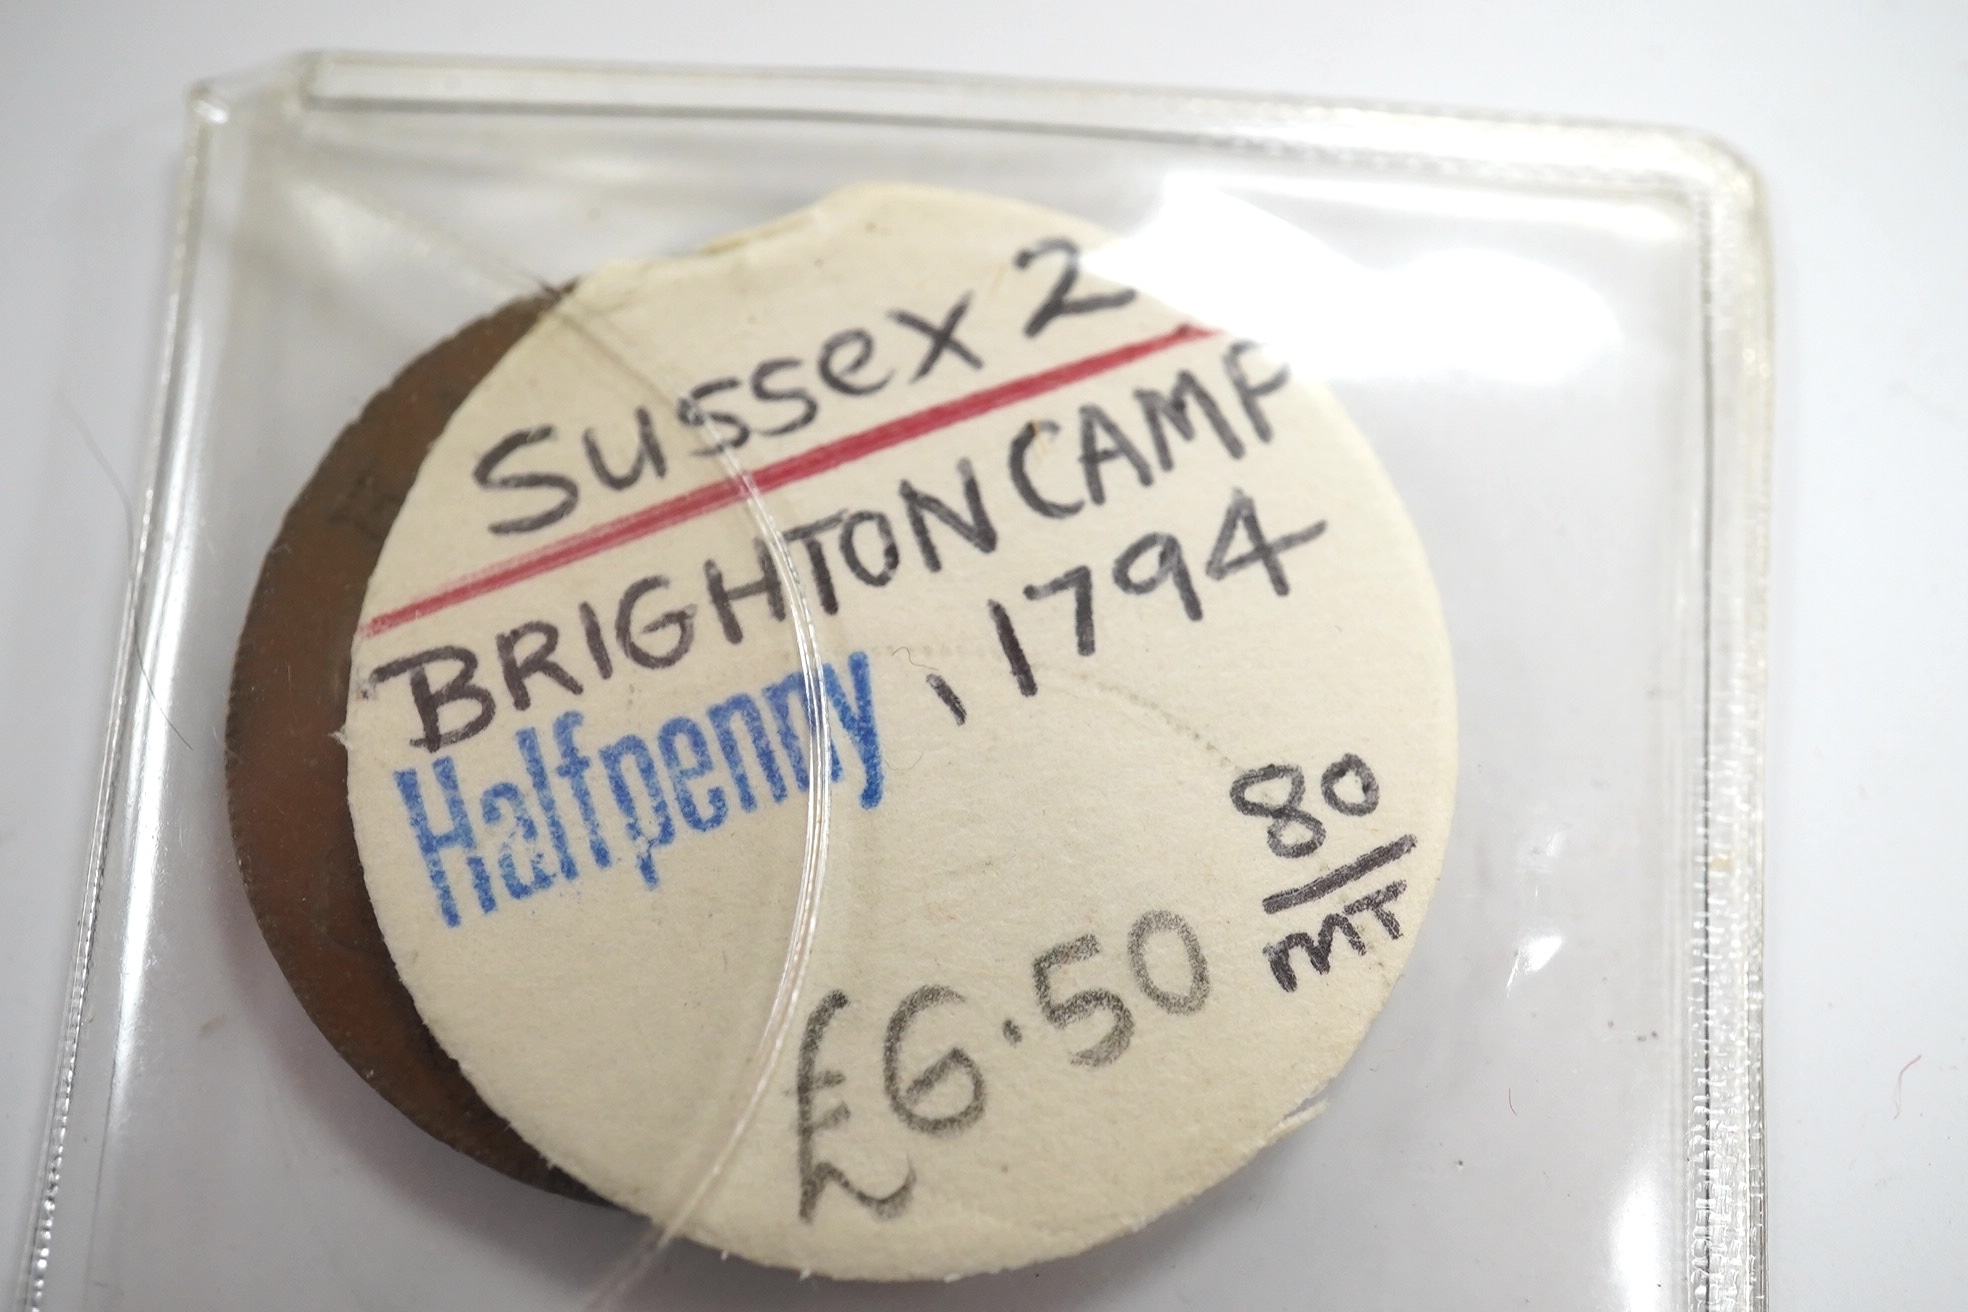 Sussex 2
BRIGHTON CAMP
Halfpenny, 1794
80/MT
£6.50